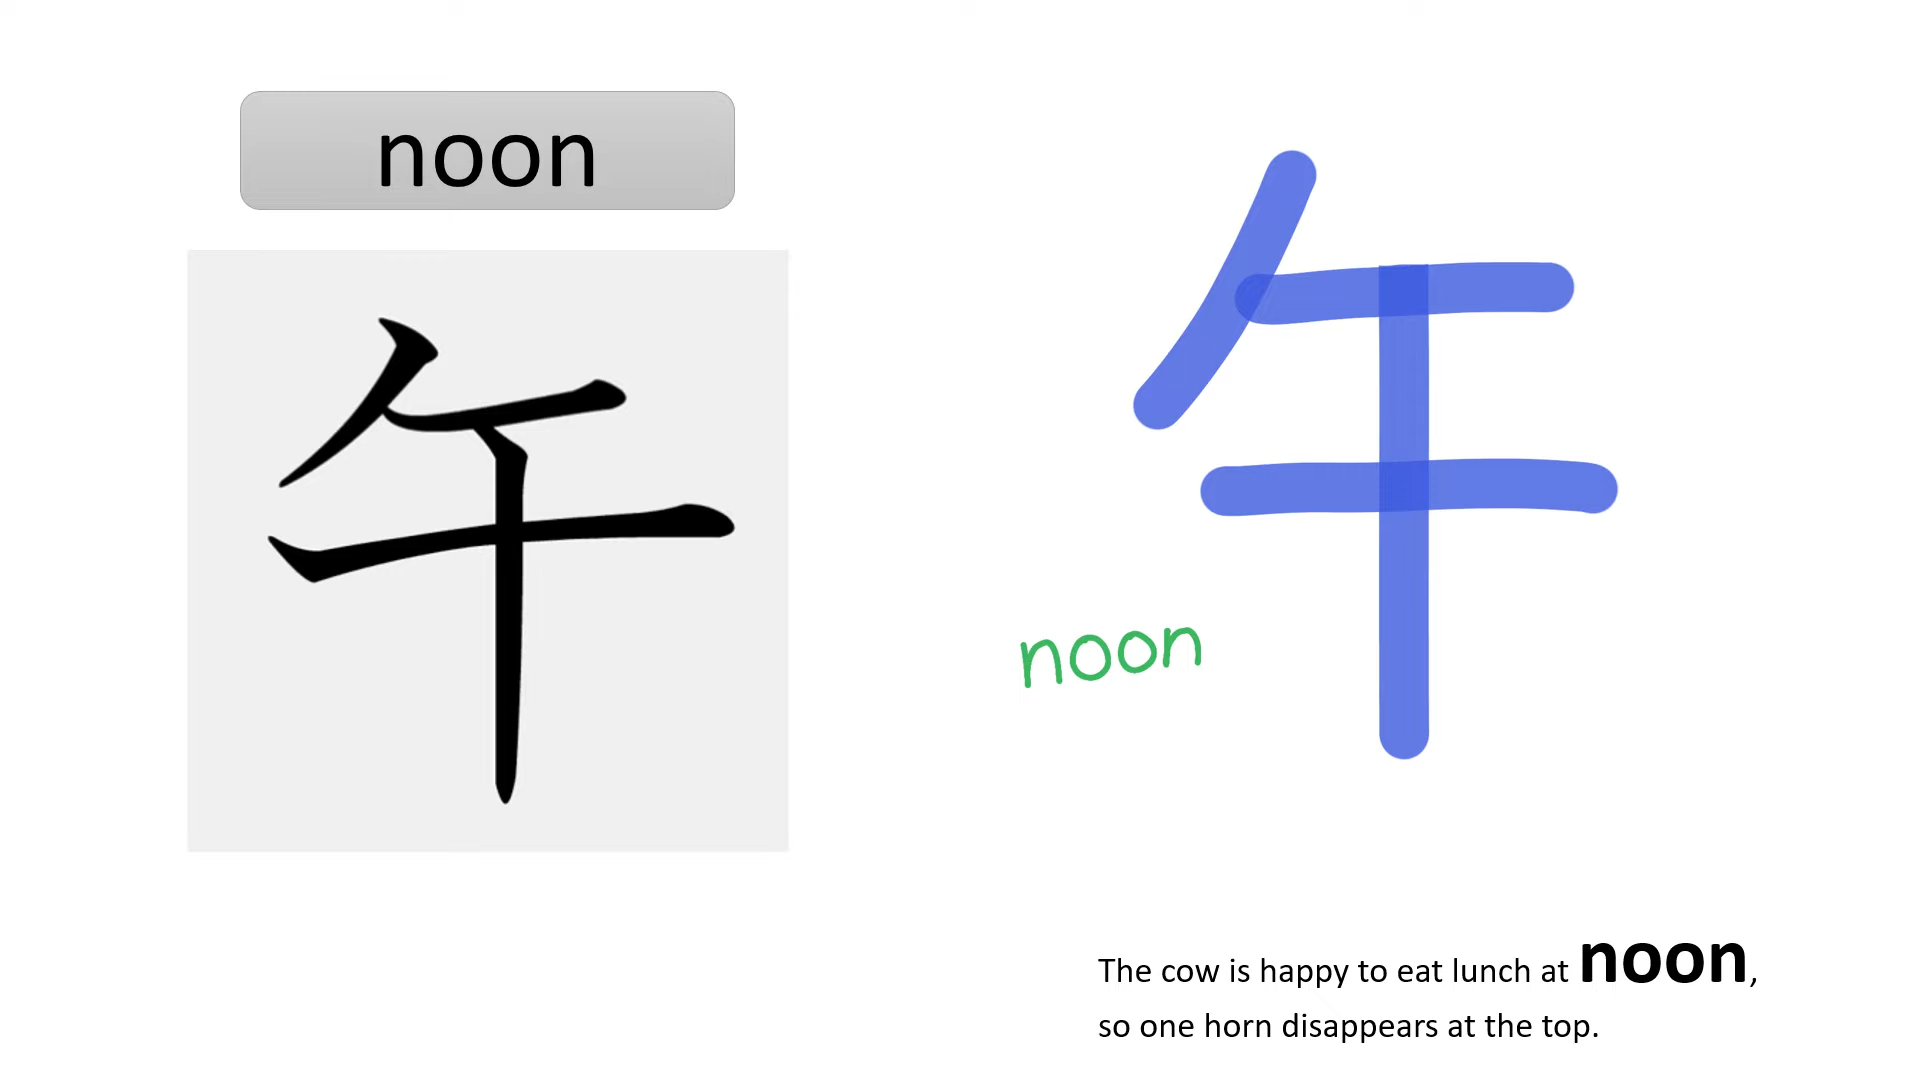 noon
午
午
noon
The cow is happy to eat lunch at noon,
so one horn disappears at the top.